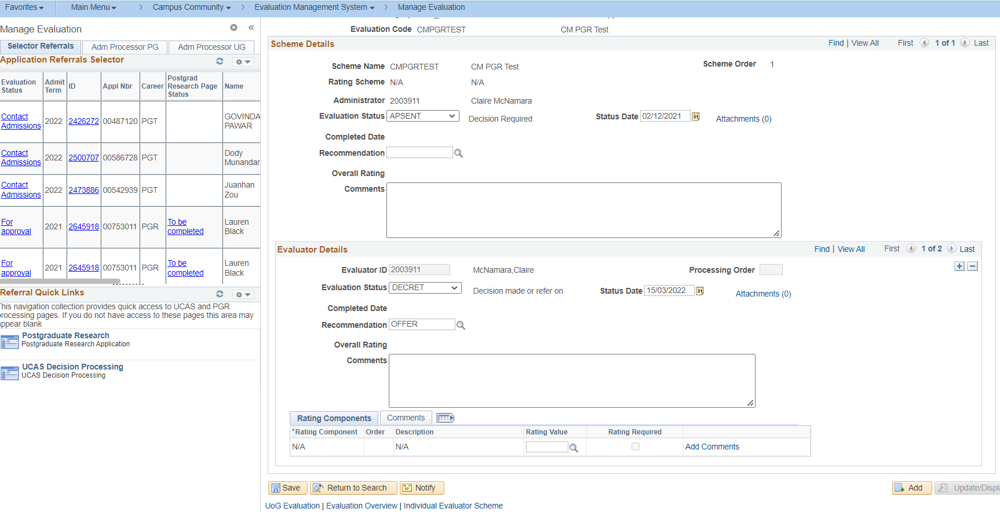 Favorites Main Menu > Campus Community > Evaluation Management System > Manage Evaluation
Manage Evaluation «
Selector Referrals Adm Processor PG Adm Processor UG
Application Referrals Selector
Evaluation Status Admit Term ID Appl Nbr Career Postgrad Research Page Status Name
Contact Admissions 2022 2426272 00487120 PGT GOVINDA PAWAR
Contact Admissions 2022 2500707 00586728 PGT Dody Munandar
Contact Admissions 2022 2473886 00542939 PGT Juanhan Zou
For approval 2021 2645918 00753011 PGR To be completed Lauren Black
For approval 2021 2645918 00753011 PGR To be completed Lauren Black
Referral Quick Links
This navigation collection provides quick access to UCAS and PGR
processing pages. If you do not have access to these pages this area may
appear blank
Postgraduate Research
Postgraduate Research Application
UCAS Decision Processing
UCAS Decision Processing
Evaluation Code CMPGRTEST CM PGR Test
Scheme Details Find | View All First 1 of 1 Last
Scheme Name CMPGRTEST CM PGR Test Scheme Order 1
Rating Scheme N/A N/A
Administrator 2003911 Claire McNamara
Evaluation Status APSENT Decision Required Status Date 02/12/2021 31 Attachments (0)
Completed Date
Recommendation
Overall Rating
Comments
Evaluator Details Find | View All First 1 of 2 Last
Evaluator ID 2003911 McNamara,Claire Processing Order + −
Evaluation Status DECRET Decision made or refer on Status Date 15/03/2022 31 Attachments (0)
Completed Date
Recommendation OFFER
Overall Rating
Comments
Rating Components Comments
*Rating Component Order Description Rating Value Rating Required
N/A N/A Add Comments
Save Return to Search Notify Add Update/Displa
UoG Evaluation | Evaluation Overview | Individual Evaluator Scheme